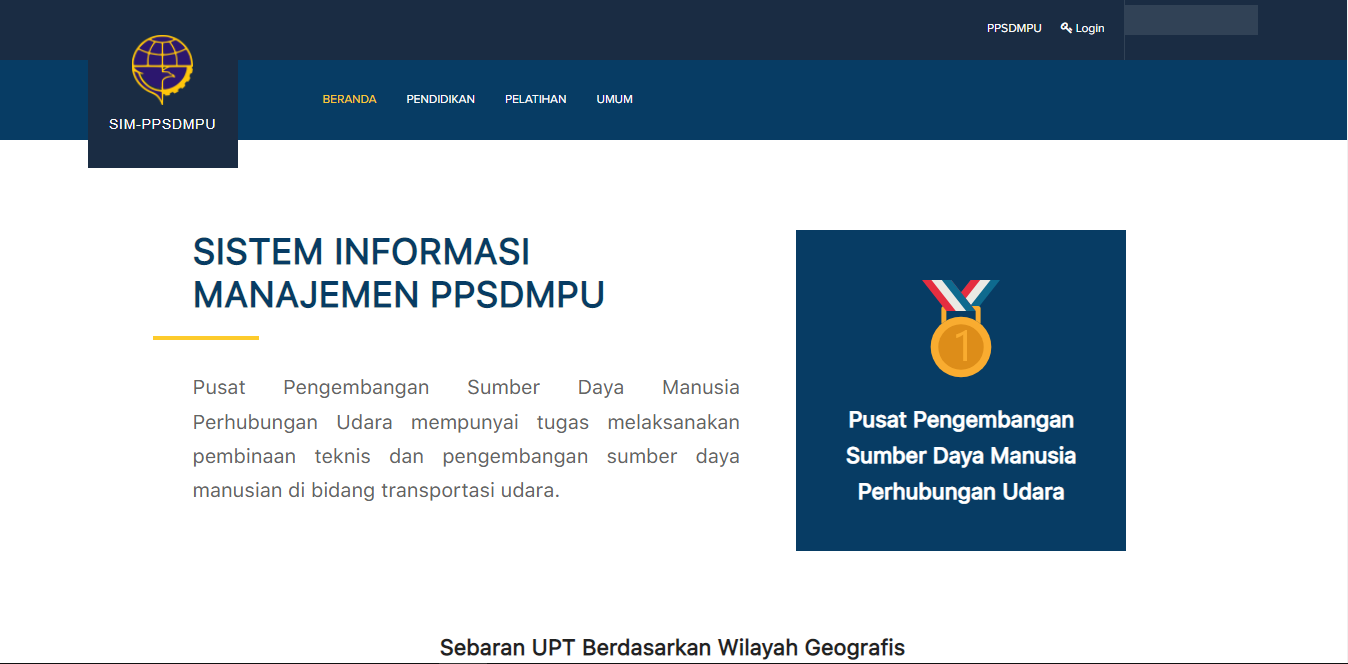 PPSDMPU Login
SIM-PPSDMPU
BERANDA PENDIDIKAN PELATIHAN UMUM
SISTEM INFORMASI
MANAJEMEN PPSDMPU
Pusat Pengembangan Sumber Daya Manusia
Perhubungan Udara mempunyai tugas melaksanakan
pembinaan teknis dan pengembangan sumber daya
manusian di bidang transportasi udara.
1
Pusat Pengembangan
Sumber Daya Manusia
Perhubungan Udara
Sebaran UPT Berdasarkan Wilayah Geografis